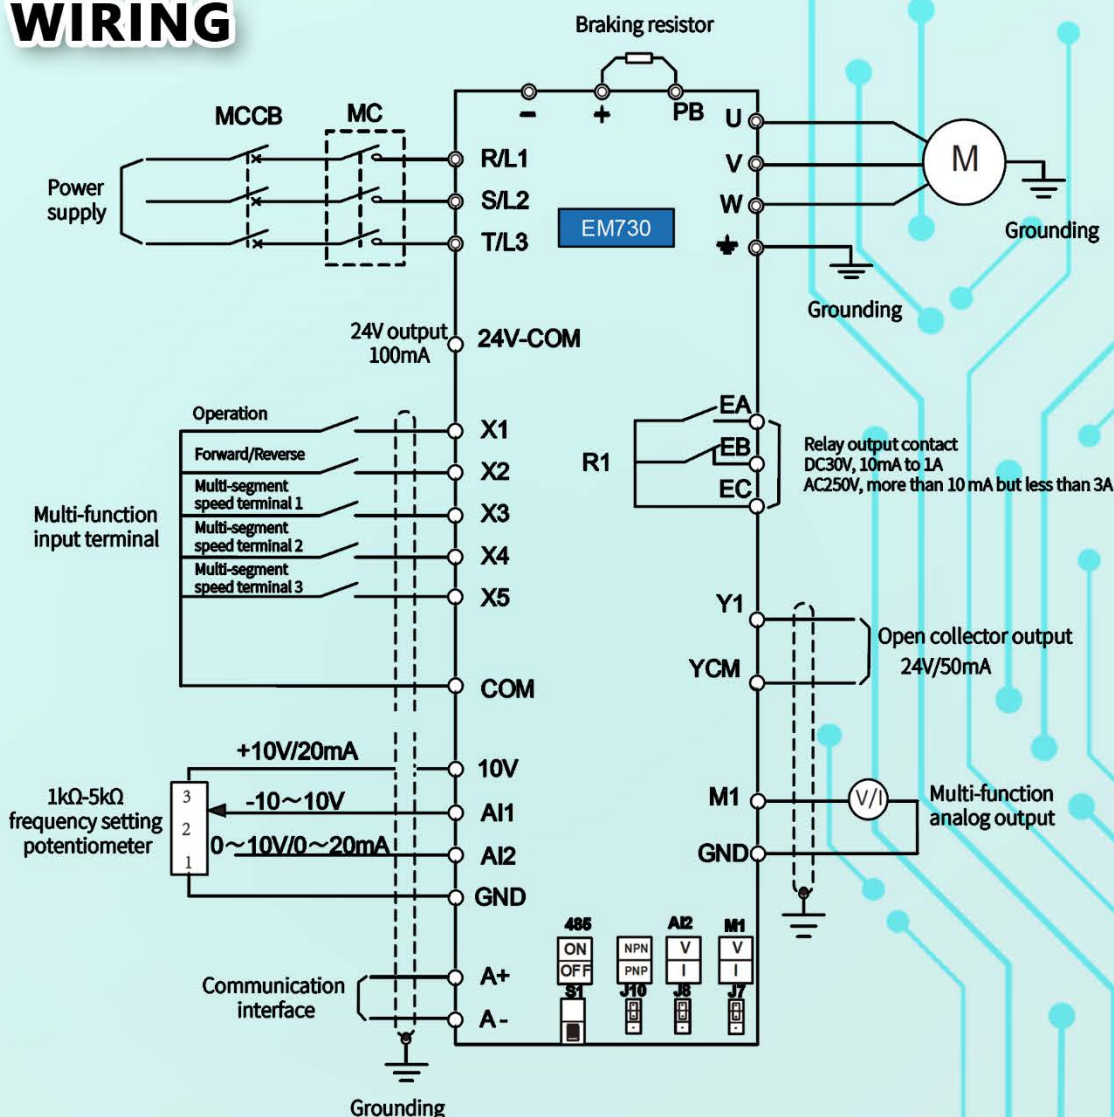 WIRING
Braking resistor
MCCB
MC
-
+
PB
U
V
W
M
Grounding
Grounding
Power
supply
R/L1
S/L2
T/L3
EM730
24V output
100mA
24V-COM
Multi-function
input terminal
Operation
Forward/Reverse
Multi-segment
speed terminal 1
Multi-segment
speed terminal 2
Multi-segment
speed terminal 3
X1
X2
X3
X4
X5
COM
R1
EA
EB
EC
Relay output contact
DC30V, 10mA to 1A
AC250V, more than 10 mA but less than 3A
Y1
YCM
Open collector output
24V/50mA
1kΩ-5kΩ
frequency setting
potentiometer
3
2
1
+10V/20mA
-10~10V
0~10V/0~20mA
10V
AI1
AI2
GND
M1
GND
V/I
Multi-function
analog output
Communication
interface
A+
A-
Grounding
485
ON
OFF
S1
NPN
PNP
J10
AI2
V
I
J8
M1
V
I
J7